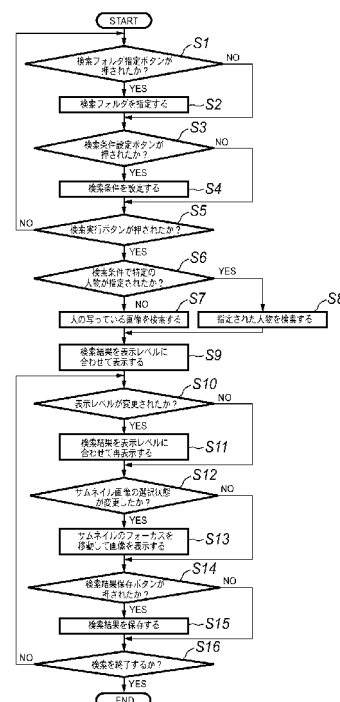 START
S1
検索フォルダ指定ボタンが
押されたか？
NO
YES
検索フォルダを指定する
S2
S3
検索条件設定ボタンが
押されたか？
NO
YES
検索条件を設定する
S4
S5
検索実行ボタンが押されたか？
NO
YES
S6
検索条件で特定の
人物が指定されたか？
YES
NO
S7
人の写っている画像を検索する
S8
指定された人物を検索する
検索結果を表示レベルに
合わせて表示する
S9
S10
表示レベルが変更されたか？
NO
YES
検索結果を表示レベルに
合わせて再表示する
S11
S12
サムネイル画像の選択状態
が変更したか？
NO
YES
サムネイルのフォーカスを
移動して画像を表示する
S13
S14
検索結果保存ボタンが
押されたか？
NO
YES
検索結果を保存する
S15
S16
検索を終了するか？
NO
YES
END